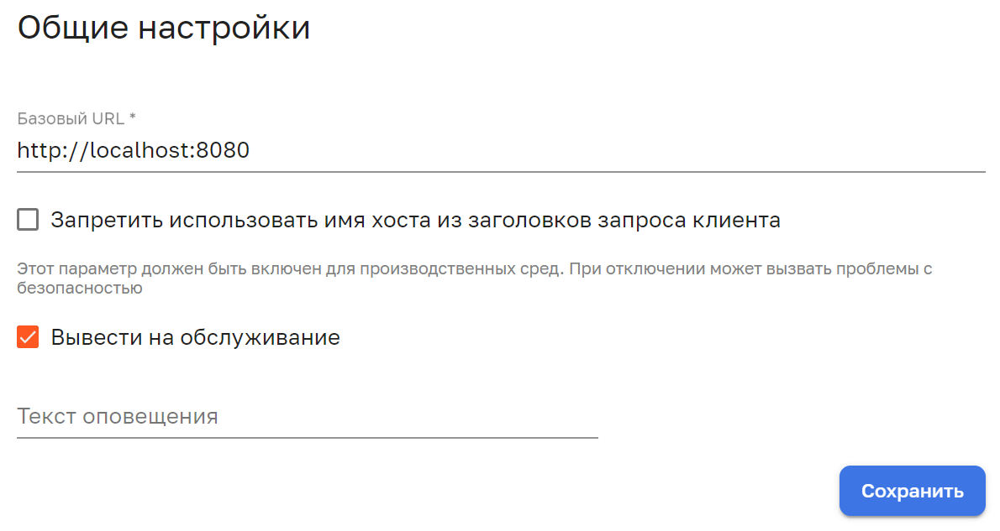 Общие настройки
Базовый URL *
http://localhost:8080
Запретить использовать имя хоста из заголовков запроса клиента
Этот параметр должен быть включен для производственных сред. При отключении может вызвать проблемы с
безопасностью
Вывести на обслуживание
Текст оповещения
Сохранить